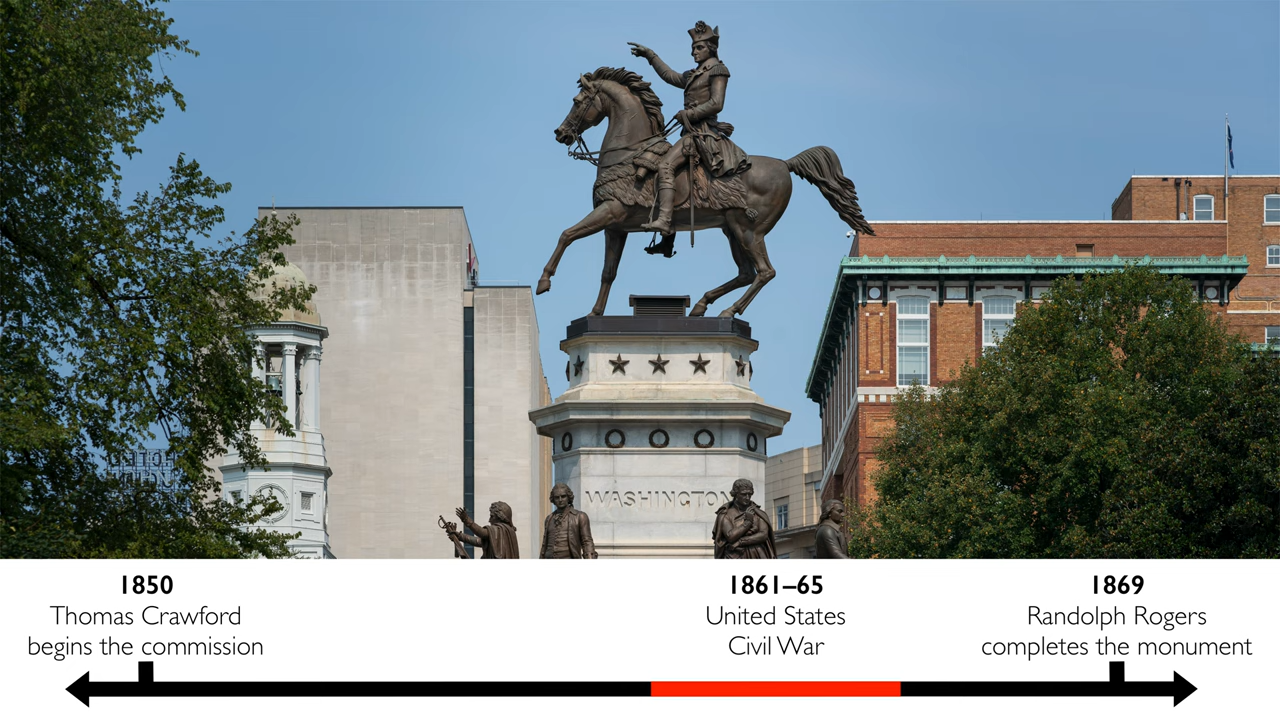 WASHINGTON
1850
Thomas Crawford
begins the commission
1861–65
United States
Civil War
1869
Randolph Rogers
completes the monument